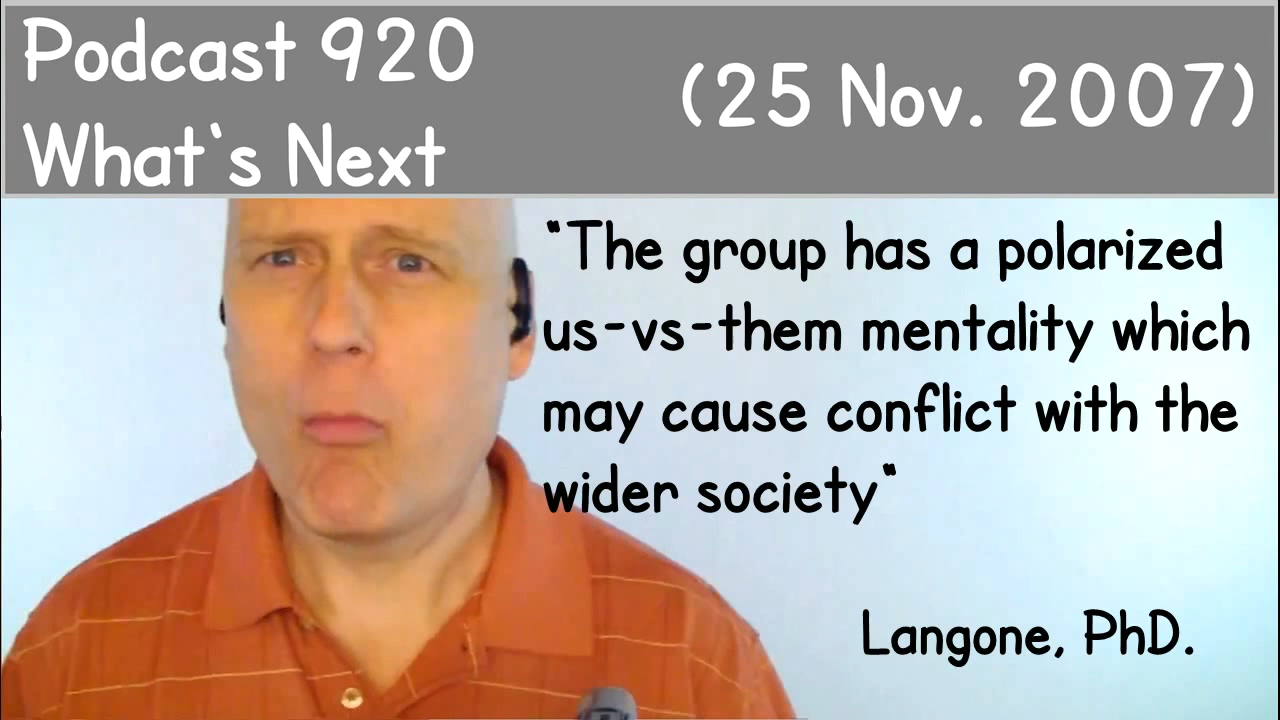 Podcast 920
What's Next
(25 Nov. 2007)
"The group has a polarized
us-vs-them mentality which
may cause conflict with the
wider society"
Langone, PhD.